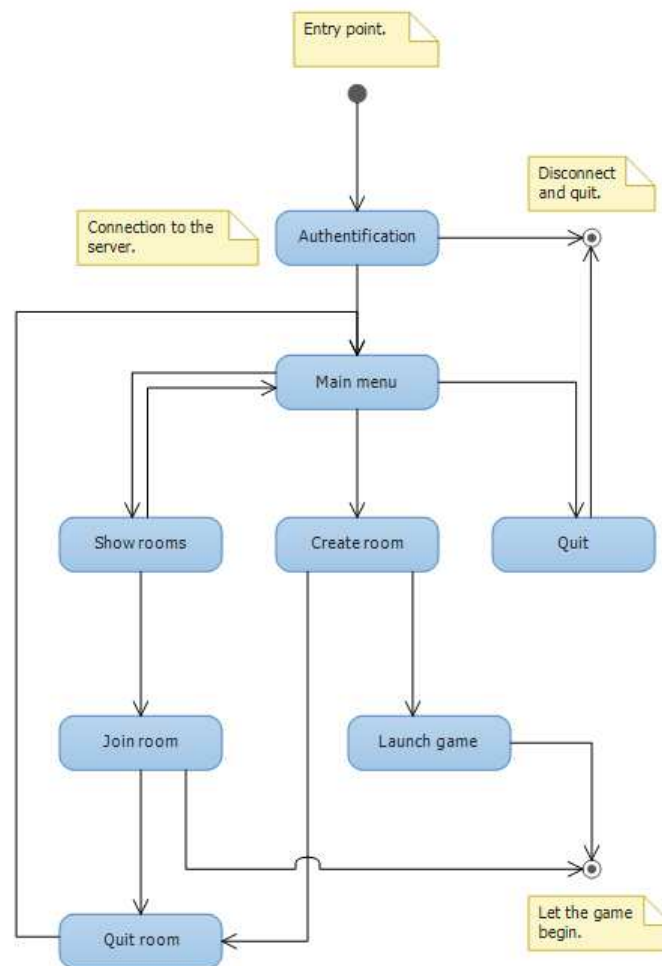 Entry point.
Disconnect
and quit.
Connection to the
server.
Authentification
Main menu
Show rooms
Create room
Quit
Join room
Launch game
Let the game
begin.
Quit room